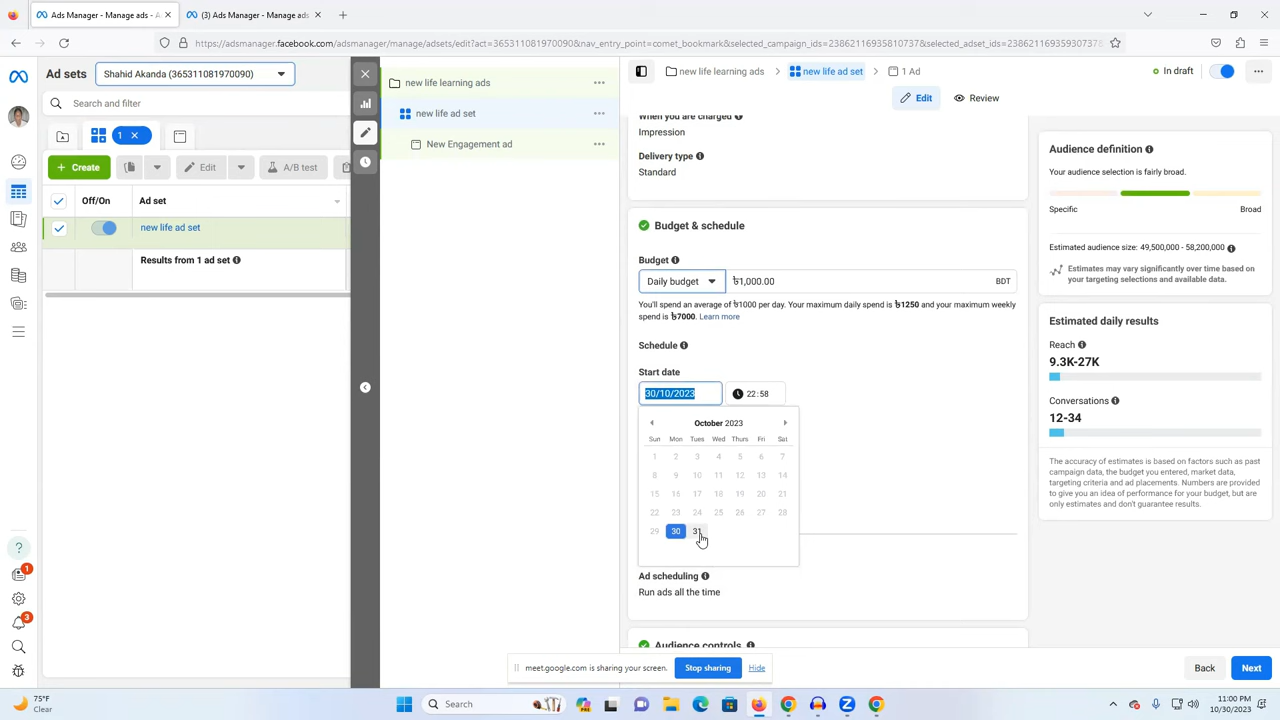 Ads Manager - Manage ads - A
(3) Ads Manager - Manage ads
https://adsmanager.facebook.com/adsmanager/manage/adsets/edit?act=365311081970090&nav_entry_point=comet_bookmark&selected_campaign_ids=23862116935810737&selected_adset_ids=23862116935930737&
Ad sets
Shahid Akanda (365311081970090)
Search and filter
1
Create
Edit
A/B test
Off/On
Ad set
new life ad set
Results from 1 ad set
new life learning ads
new life ad set
New Engagement ad
new life learning ads
new life ad set
1 Ad
In draft
Edit
Review
When you are charged
Impression
Delivery type
Standard
Budget & schedule
Budget
Daily budget
৳1,000.00
BDT
You'll spend an average of ৳1000 per day. Your maximum daily spend is ৳1250 and your maximum weekly
spend is ৳7000. Learn more
Schedule
Start date
30/10/2023
22:58
October 2023
Sun Mon Tues Wed Thurs Fri Sat
1 2 3 4 5 6 7
8 9 10 11 12 13 14
15 16 17 18 19 20 21
22 23 24 25 26 27 28
29 30 31
Ad scheduling
Run ads all the time
Audience controls
Back
Next
Audience definition
Your audience selection is fairly broad.
Specific
Broad
Estimated audience size: 49,500,000 - 58,200,000
Estimates may vary significantly over time based on
your targeting selections and available data.
Estimated daily results
Reach
9.3K-27K
Conversations
12-34
The accuracy of estimates is based on factors such as past
campaign data, the budget you entered, market data,
targeting criteria and ad placements. Numbers are provided
to give you an idea of performance for your budget, but are
only estimates and don't guarantee results.
1
3
meet.google.com is sharing your screen.
Stop sharing
Hide
75°F
Clear
Search
11:00 PM
10/30/2023